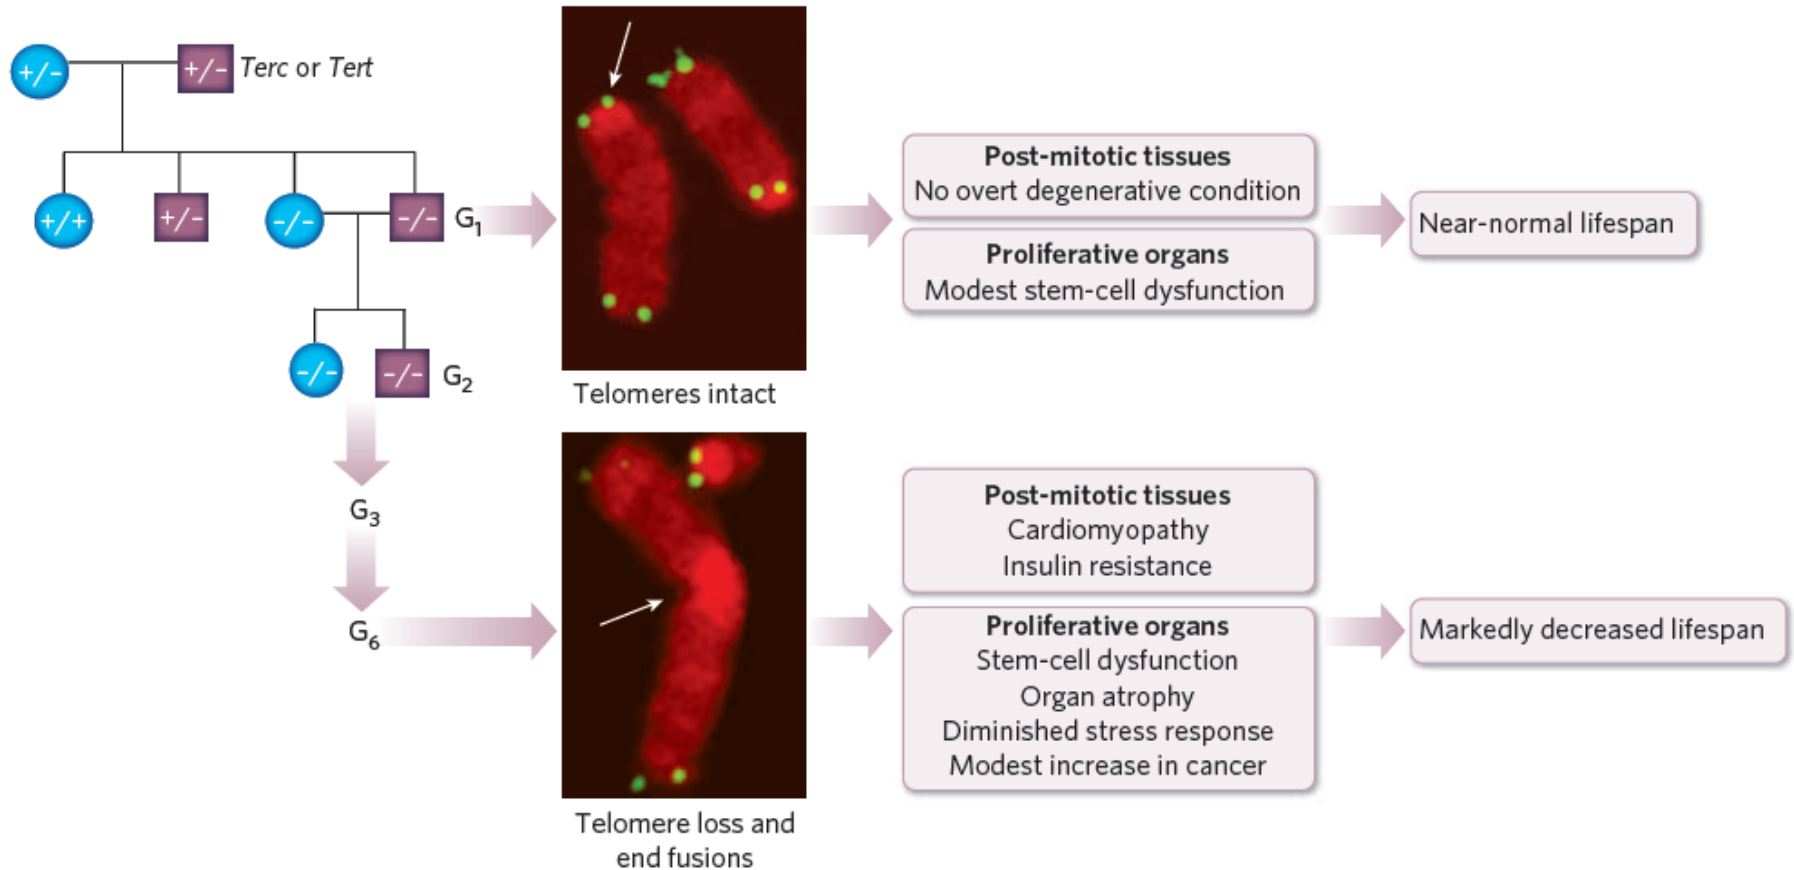 +/-
+/- Terc or Tert
+/+
+/-
-/-
-/- G1
-/-
-/- G2
G3
G6
Telomeres intact
Telomere loss and
end fusions
Post-mitotic tissues
No overt degenerative condition
Proliferative organs
Modest stem-cell dysfunction
Near-normal lifespan
Post-mitotic tissues
Cardiomyopathy
Insulin resistance
Proliferative organs
Stem-cell dysfunction
Organ atrophy
Diminished stress response
Modest increase in cancer
Markedly decreased lifespan